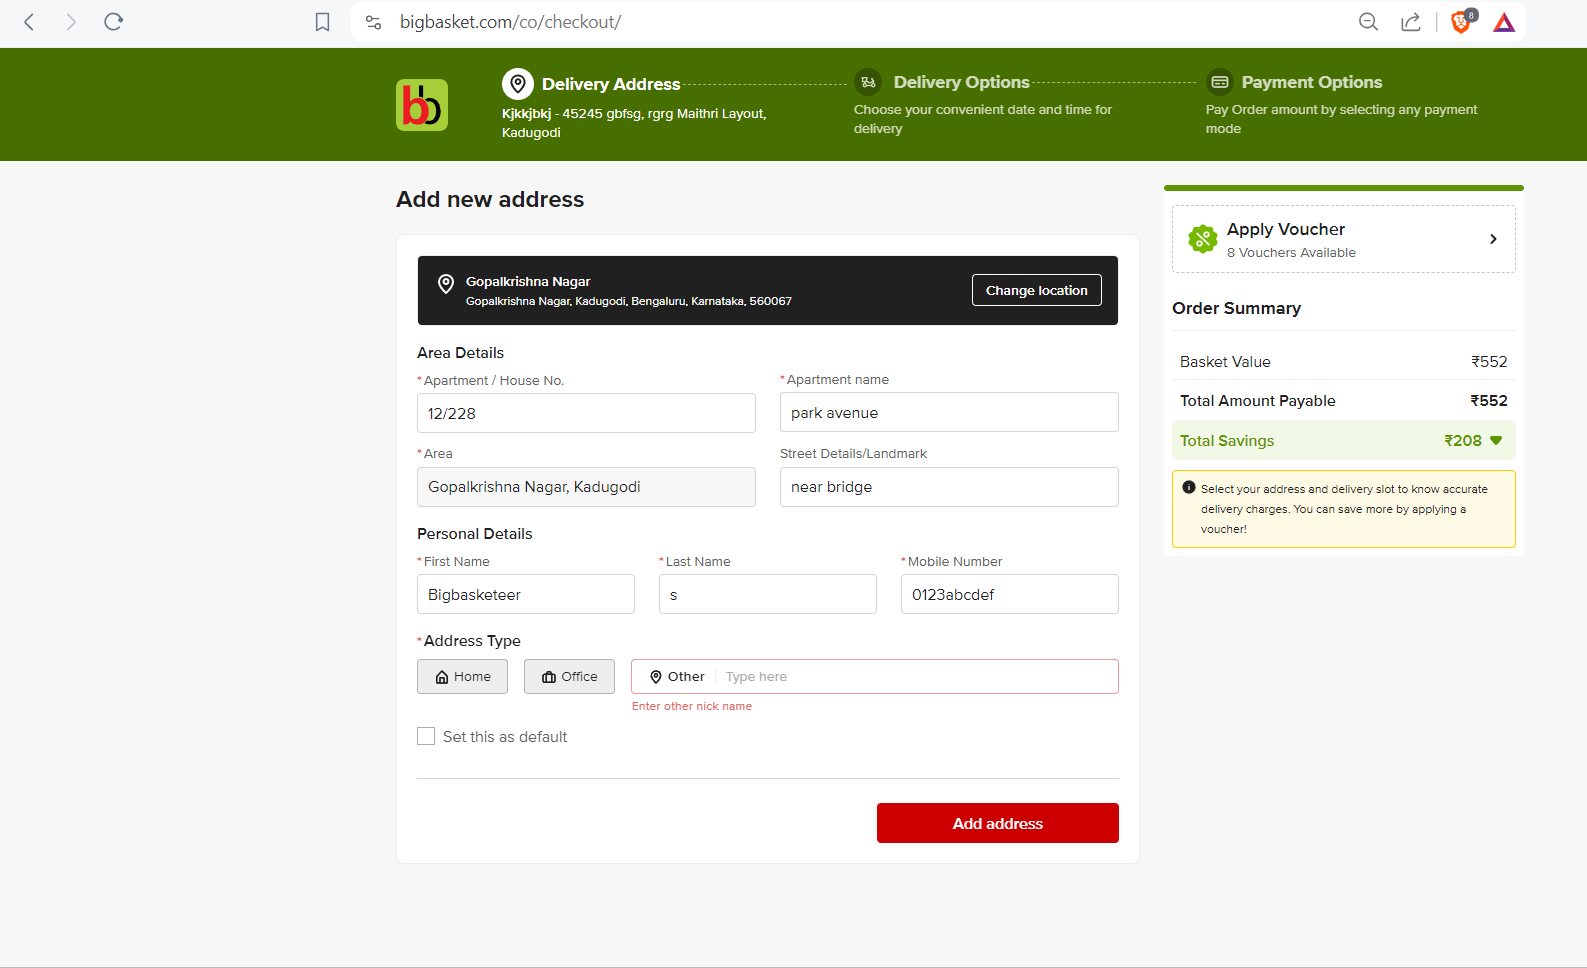 bigbasket.com/co/checkout/
8
bb
Delivery Address
Kjkkjbkj - 45245 gbfsg, rgrg Maithri Layout,
Kadugodi
Delivery Options
Choose your convenient date and time for
delivery
Payment Options
Pay Order amount by selecting any payment
mode
Add new address
Gopalkrishna Nagar
Gopalkrishna Nagar, Kadugodi, Bengaluru, Karnataka, 560067
Change location
Area Details
*Apartment / House No.
12/228
*Apartment name
park avenue
*Area
Gopalkrishna Nagar, Kadugodi
Street Details/Landmark
near bridge
Personal Details
*First Name
Bigbasketeer
*Last Name
s
*Mobile Number
0123abcdef
*Address Type
Home
Office
Other
Type here
Enter other nick name
Set this as default
Add address
Apply Voucher
8 Vouchers Available
Order Summary
Basket Value ₹552
Total Amount Payable ₹552
Total Savings ₹208
Select your address and delivery slot to know accurate
delivery charges. You can save more by applying a
voucher!